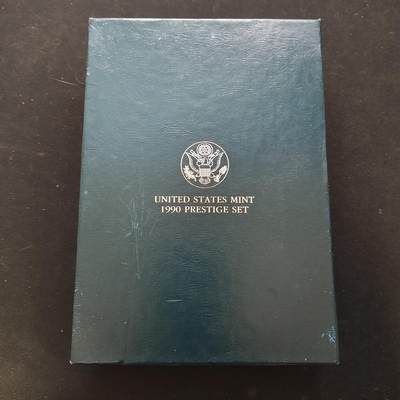 UNITED STATES MINT
1990 PRESTIGE SET